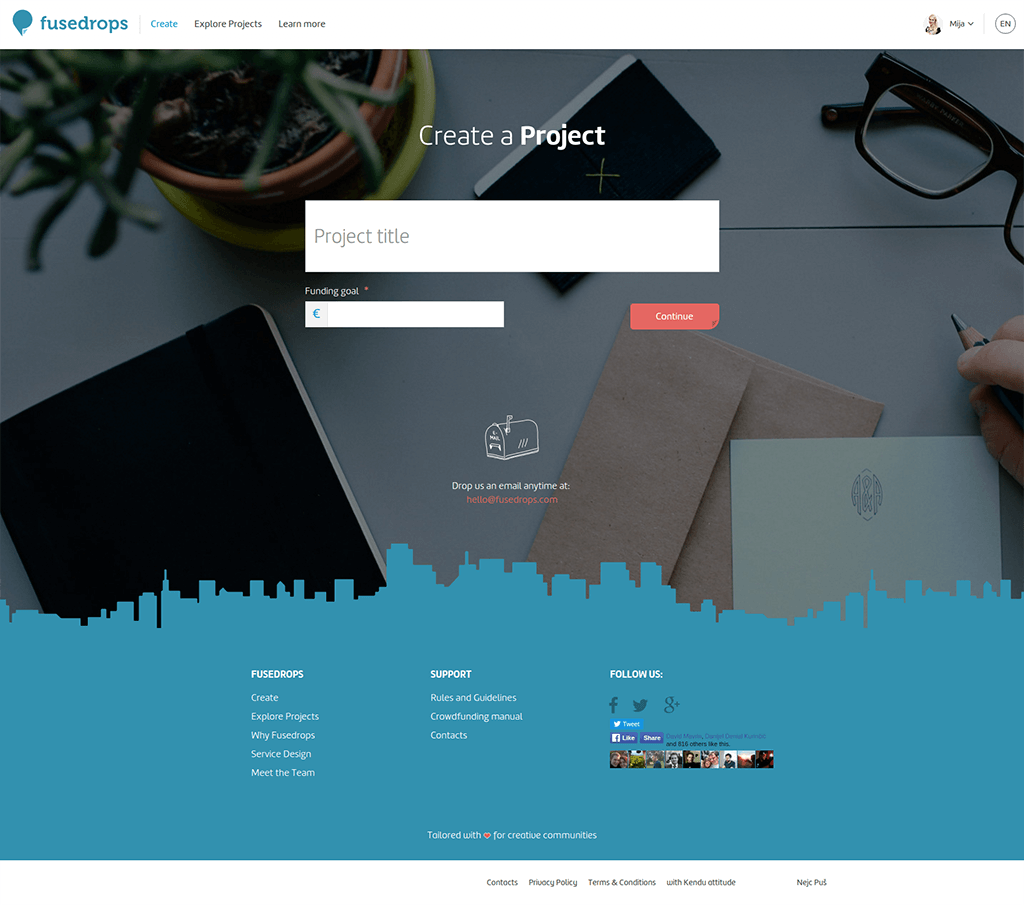 fusedrops
Create
Explore Projects
Learn more
Mija
EN
Create a Project
Project title
Funding goal *
€
Continue
E-
MAIL
Drop us an email anytime at:
hello@fusedrops.com
FUSEDROPS
Create
Explore Projects
Why Fusedrops
Service Design
Meet the Team
SUPPORT
Rules and Guidelines
Crowdfunding manual
Contacts
FOLLOW US:
Tweet
Like
Share
and 816 others like this.
Tailored with ❤ for creative communities
Contacts
Privacy Policy
Terms & Conditions
with Kendu attitude
Nejc Puš